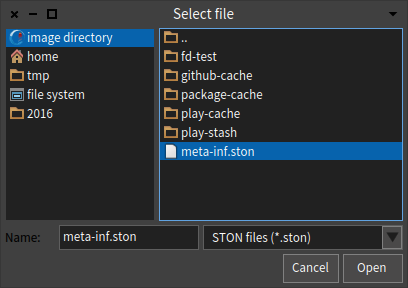 Select file
image directory
home
tmp
file system
2016
..
fd-test
github-cache
package-cache
play-cache
play-stash
meta-inf.ston
Name: meta-inf.ston STON files (*.ston)
Cancel Open